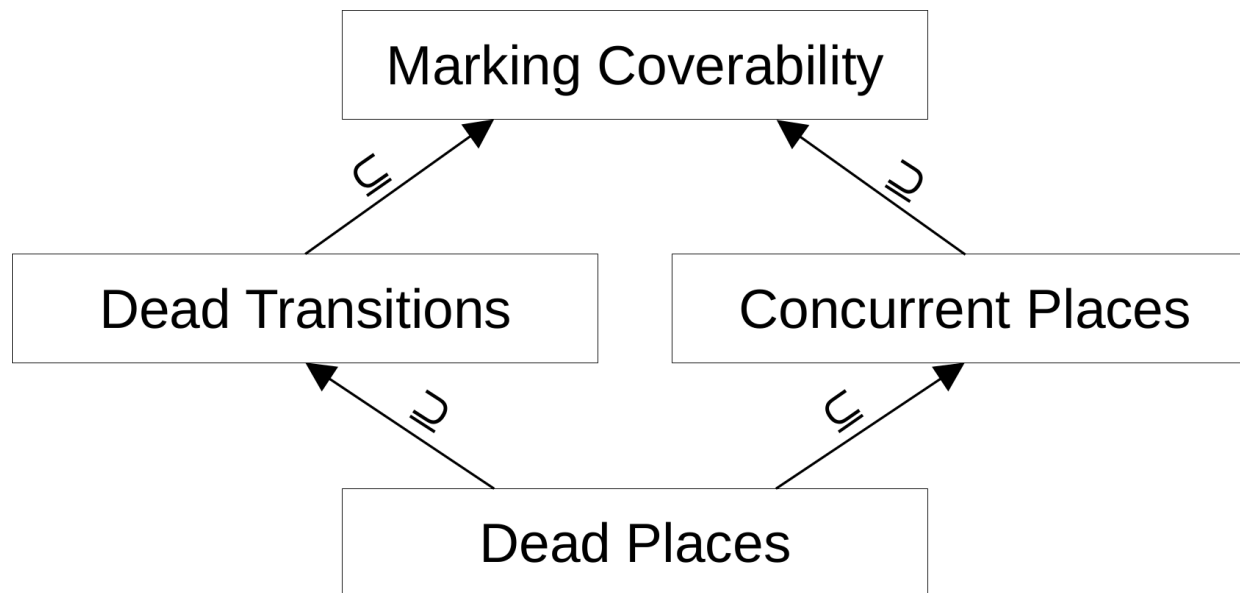 Marking Coverability
⊆ ⊇
Dead Transitions Concurrent Places
⊇ ⊆
Dead Places